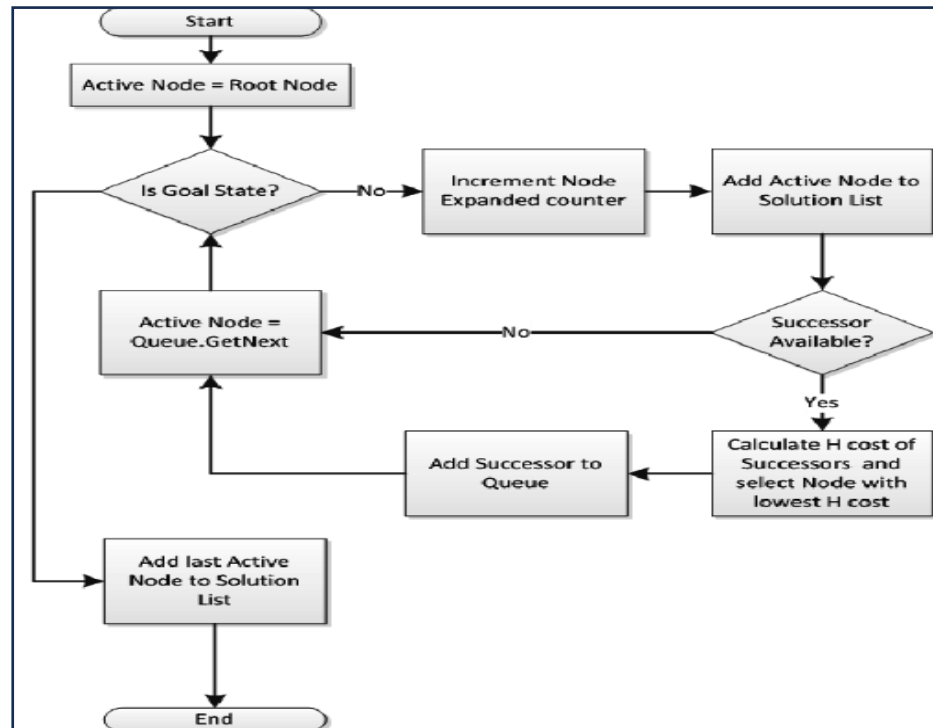 Start
Active Node = Root Node
Is Goal State?
No
Increment Node
Expanded counter
Add Active Node to
Solution List
Active Node =
Queue.GetNext
No
Successor
Available?
Yes
Add Successor to
Queue
Calculate H cost of
Successors and
select Node with
lowest H cost
Add last Active
Node to Solution
List
End